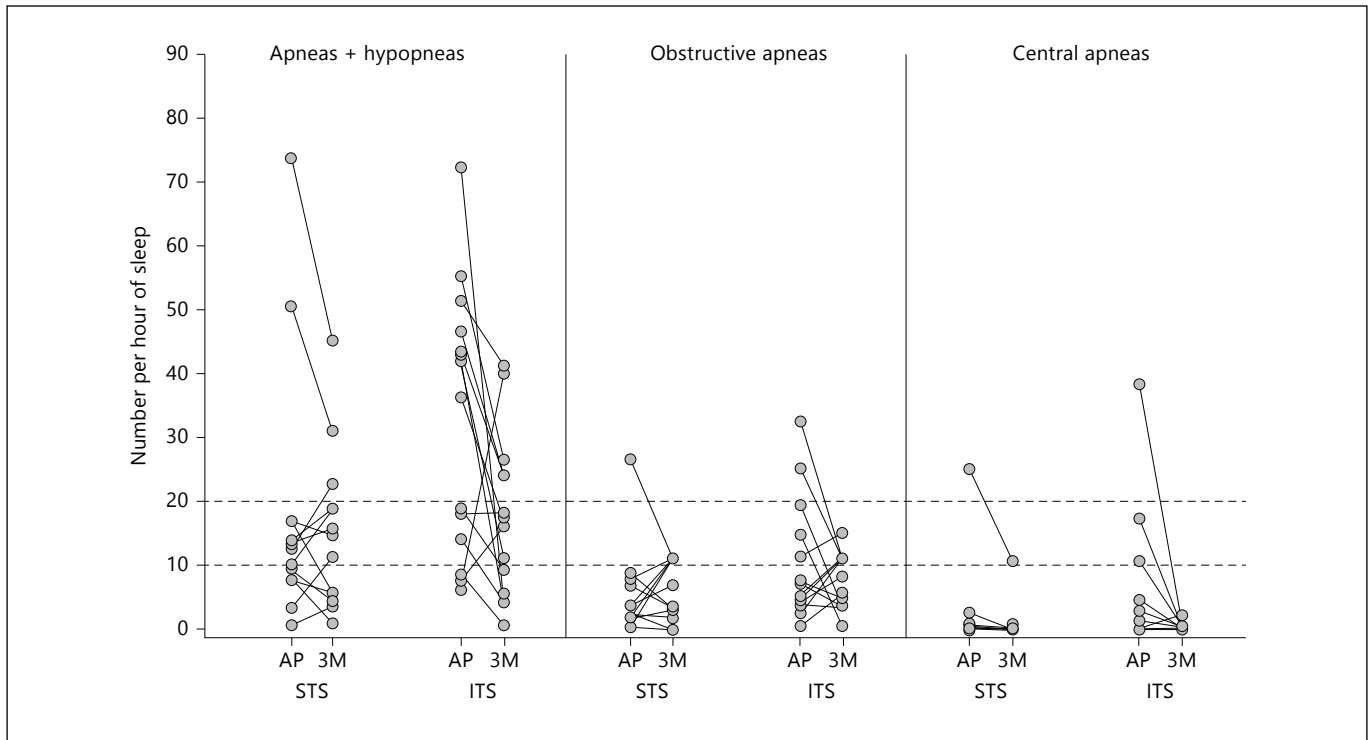 Apneas + hypopneas Obstructive apneas Central apneas
Number per hour of sleep
90
80
70
60
50
40
30
20
10
0
AP 3M AP 3M AP 3M AP 3M AP 3M AP 3M
STS ITS STS ITS STS ITS